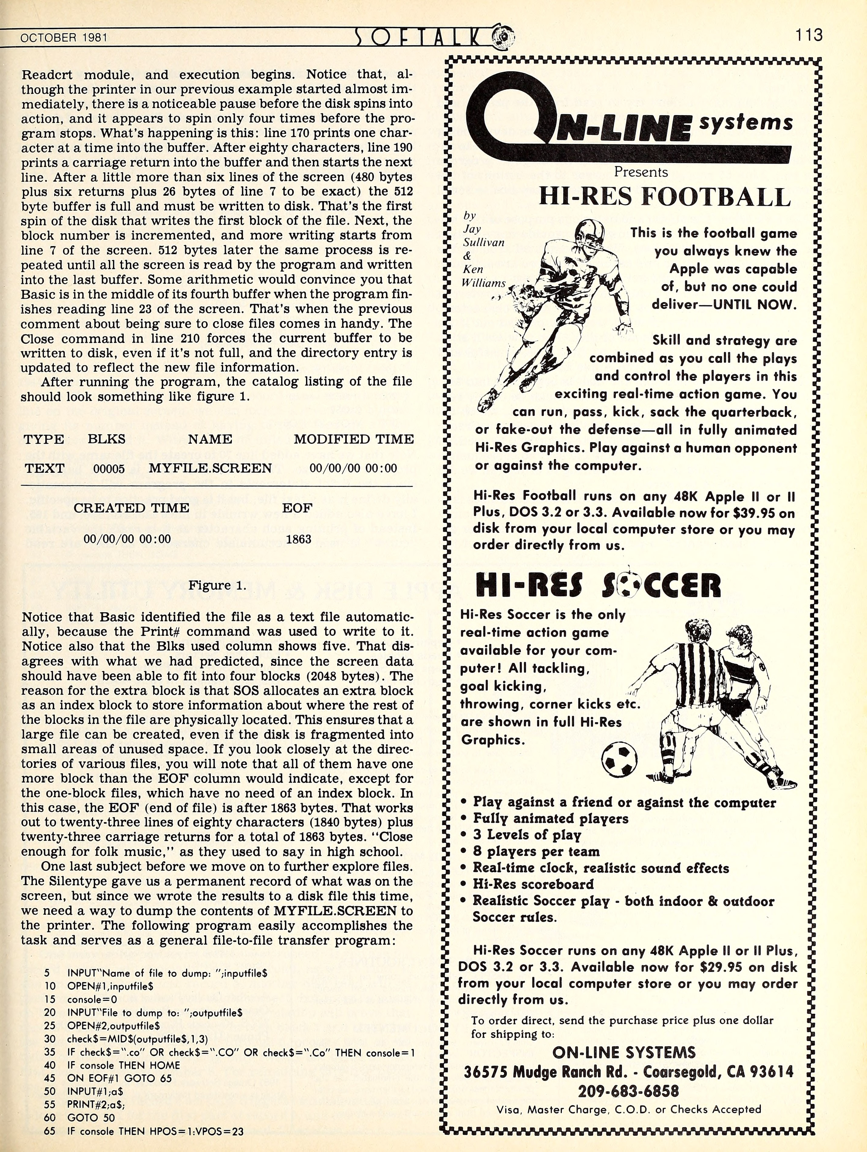 OCTOBER 1981
SOFTALK
113
Readcrt module, and execution begins. Notice that, al-
though the printer in our previous example started almost im-
mediately, there is a noticeable pause before the disk spins into
action, and it appears to spin only four times before the pro-
gram stops. What's happening is this: line 170 prints one char-
acter at a time into the buffer. After eighty characters, line 190
prints a carriage return into the buffer and then starts the next
line. After a little more than six lines of the screen (480 bytes
plus six returns plus 26 bytes of line 7 to be exact) the 512
byte buffer is full and must be written to disk. That's the first
spin of the disk that writes the first block of the file. Next, the
block number is incremented, and more writing starts from
line 7 of the screen. 512 bytes later the same process is re-
peated until all the screen is read by the program and written
into the last buffer. Some arithmetic would convince you that
Basic is in the middle of its fourth buffer when the program fin-
ishes reading line 23 of the screen. That's when the previous
comment about being sure to close files comes in handy. The
Close command in line 210 forces the current buffer to be
written to disk, even if it's not full, and the directory entry is
updated to reflect the new file information.
After running the program, the catalog listing of the file
should look something like figure 1.
TYPE BLKS NAME MODIFIED TIME
TEXT 00005 MYFILE.SCREEN 00/00/00 00:00
CREATED TIME EOF
00/00/00 00:00 1863
Figure 1.
Notice that Basic identified the file as a text file automatic-
ally, because the Print# command was used to write to it.
Notice also that the Blks used column shows five. That dis-
agrees with what we had predicted, since the screen data
should have been able to fit into four blocks (2048 bytes). The
reason for the extra block is that SOS allocates an extra block
as an index block to store information about where the rest of
the blocks in the file are physically located. This ensures that a
large file can be created, even if the disk is fragmented into
small areas of unused space. If you look closely at the direc-
tories of various files, you will note that all of them have one
more block than the EOF column would indicate, except for
the one-block files, which have no need of an index block. In
this case, the EOF (end of file) is after 1863 bytes. That works
out to twenty-three lines of eighty characters (1840 bytes) plus
twenty-three carriage returns for a total of 1863 bytes. "Close
enough for folk music," as they used to say in high school.
One last subject before we move on to further explore files.
The Silentype gave us a permanent record of what was on the
screen, but since we wrote the results to a disk file this time,
we need a way to dump the contents of MYFILE.SCREEN to
the printer. The following program easily accomplishes the
task and serves as a general file-to-file transfer program:
5 INPUT"Name of file to dump: ";inputfile$
10 OPEN#1,inputfile$
15 console=0
20 INPUT"File to dump to: ";outputfile$
25 OPEN#2,outputfile$
30 check$=MID$(outputfile$,1,3)
35 IF check$=".co" OR check$=".CO" OR check$=".Co" THEN console=1
40 IF console THEN HOME
45 ON EOF#1 GOTO 65
50 INPUT#1;a$
55 PRINT#2;a$;
60 GOTO 50
65 IF console THEN HPOS=1:VPOS=23
ON-LINE systems
Presents
HI-RES FOOTBALL
by
Jay
Sullivan
&
Ken
Williams
This is the football game
you always knew the
Apple was capable
of, but no one could
deliver—UNTIL NOW.
Skill and strategy are
combined as you call the plays
and control the players in this
exciting real-time action game. You
can run, pass, kick, sack the quarterback,
or fake-out the defense—all in fully animated
Hi-Res Graphics. Play against a human opponent
or against the computer.
Hi-Res Football runs on any 48K Apple II or II
Plus, DOS 3.2 or 3.3. Available now for $39.95 on
disk from your local computer store or you may
order directly from us.
HI-RES SOCCER
Hi-Res Soccer is the only
real-time action game
available for your com-
puter! All tackling,
goal kicking,
throwing, corner kicks etc.
are shown in full Hi-Res
Graphics.
• Play against a friend or against the computer
• Fully animated players
• 3 Levels of play
• 8 players per team
• Real-time clock, realistic sound effects
• Hi-Res scoreboard
• Realistic Soccer play - both indoor & outdoor
Soccer rules.
Hi-Res Soccer runs on any 48K Apple II or II Plus,
DOS 3.2 or 3.3. Available now for $29.95 on disk
from your local computer store or you may order
directly from us.
To order direct, send the purchase price plus one dollar
for shipping to:
ON-LINE SYSTEMS
36575 Mudge Ranch Rd. - Coarsegold, CA 93614
209-683-6858
Visa, Master Charge, C.O.D. or Checks Accepted